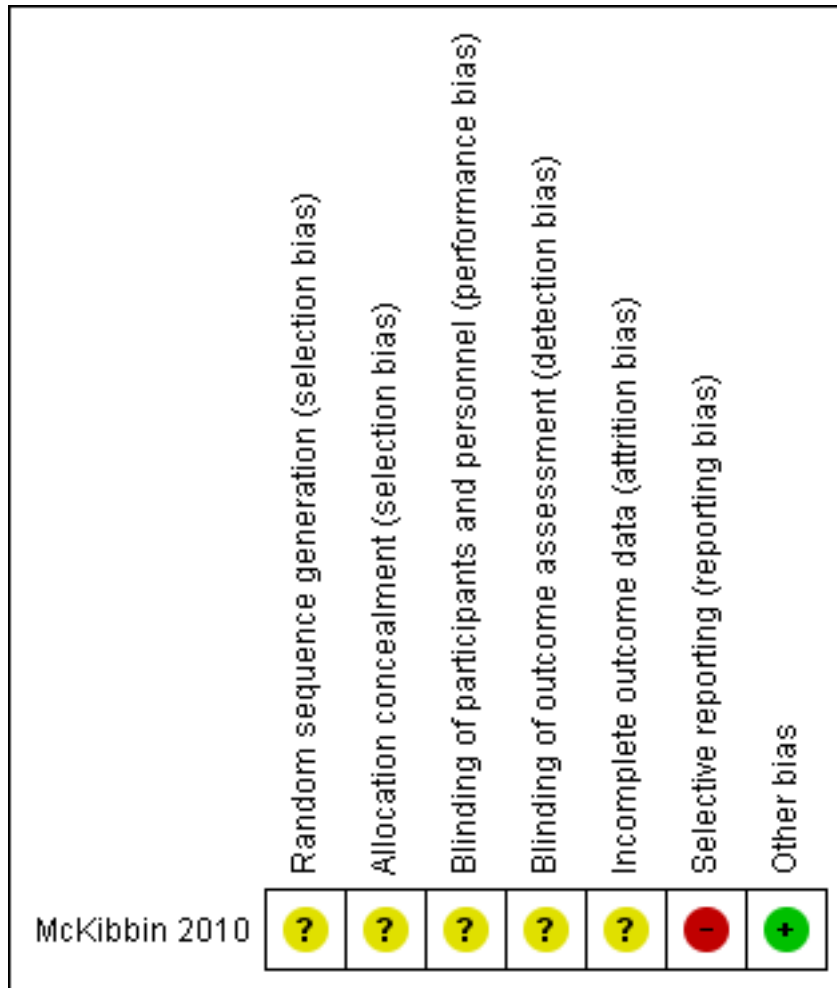 Random sequence generation (selection bias)
Allocation concealment (selection bias)
Blinding of participants and personnel (performance bias)
Blinding of outcome assessment (detection bias)
Incomplete outcome data (attrition bias)
Selective reporting (reporting bias)
Other bias
McKibbin 2010 ? ? ? ? ? - +